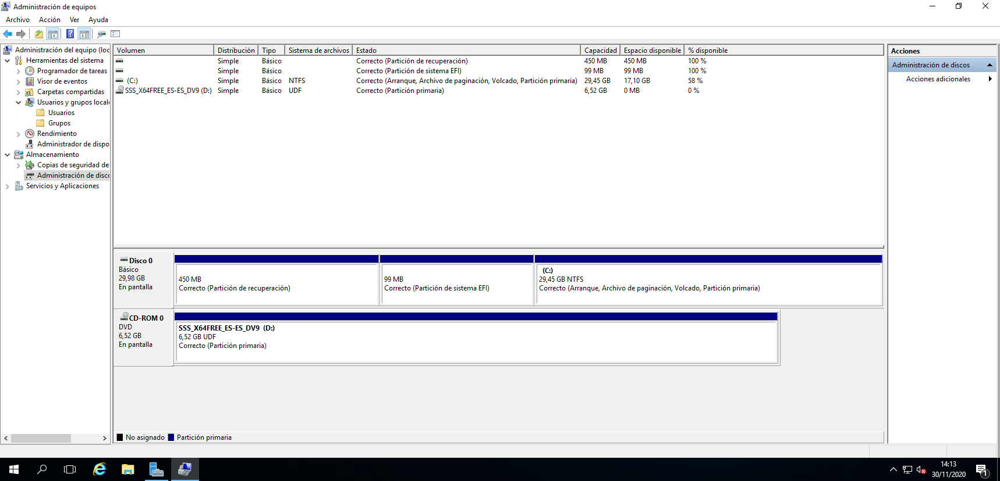 Administración de equipos
Archivo Acción Ver Ayuda
Administración del equipo (loc
Herramientas del sistema
Programador de tareas
Visor de eventos
Carpetas compartidas
Usuarios y grupos local
Usuarios
Grupos
Rendimiento
Administrador de dispo
Almacenamiento
Copias de seguridad de
Administración de disco
Servicios y Aplicaciones
Volumen Distribución Tipo Sistema de archivos Estado Capacidad Espacio disponible % disponible
Simple Básico Correcto (Partición de recuperación) 450 MB 450 MB 100 %
Simple Básico Correcto (Partición de sistema EFI) 99 MB 99 MB 100 %
(C:) Simple Básico NTFS Correcto (Arranque, Archivo de paginación, Volcado, Partición primaria) 29,45 GB 17,10 GB 58 %
SSS_X64FREE_ES-ES_DV9 (D:) Simple Básico UDF Correcto (Partición primaria) 6,52 GB 0 MB 0 %
Disco 0
Básico
29,98 GB
En pantalla
450 MB
Correcto (Partición de recuperación)
99 MB
Correcto (Partición de sistema EFI)
(C:)
29,45 GB NTFS
Correcto (Arranque, Archivo de paginación, Volcado, Partición primaria)
CD-ROM 0
DVD
6,52 GB
En pantalla
SSS_X64FREE_ES-ES_DV9 (D:)
6,52 GB UDF
Correcto (Partición primaria)
No asignado Partición primaria
Acciones
Administración de discos
Acciones adicionales
14:13
30/11/2020
1